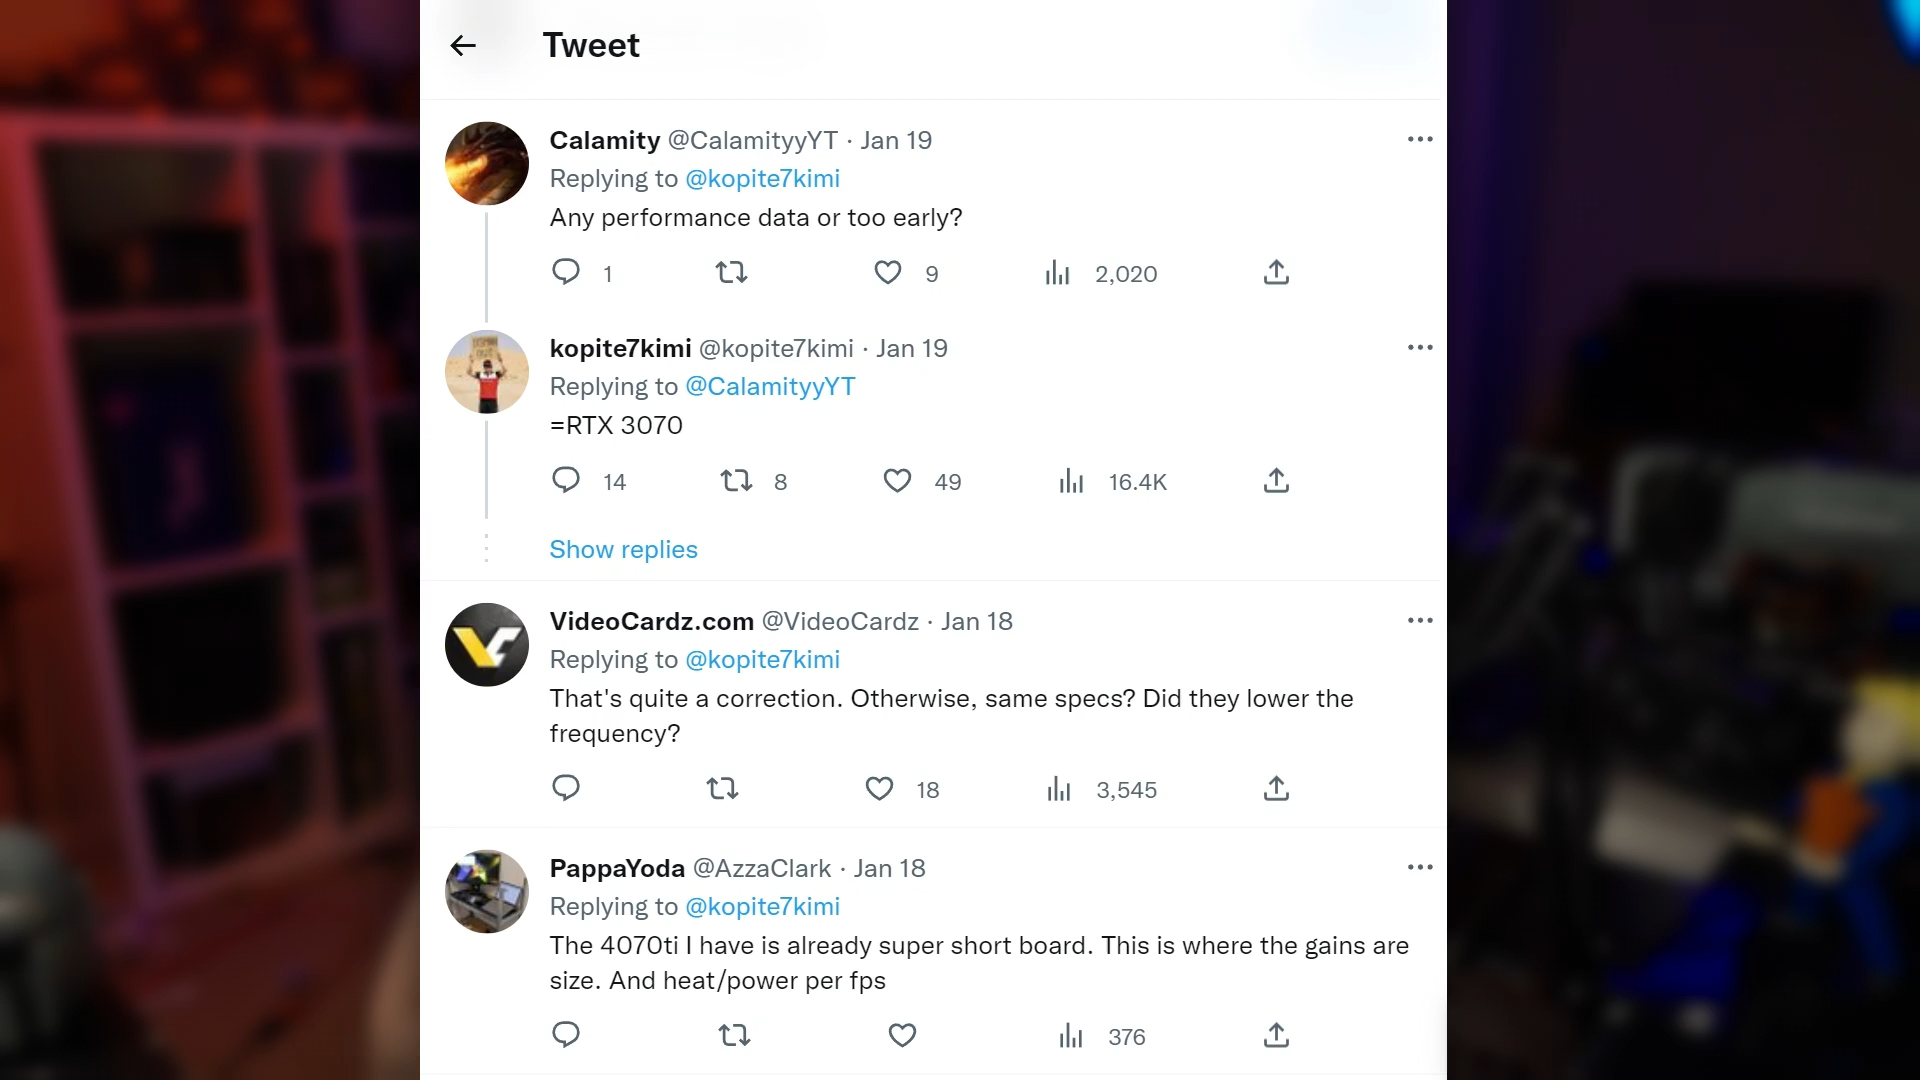 Tweet
Calamity @CalamityyYT · Jan 19
Replying to @kopite7kimi
Any performance data or too early?
1 9 2,020
kopite7kimi @kopite7kimi · Jan 19
Replying to @CalamityyYT
=RTX 3070
14 8 49 16.4K
Show replies
VideoCardz.com @VideoCardz · Jan 18
Replying to @kopite7kimi
That's quite a correction. Otherwise, same specs? Did they lower the
frequency?
18 3,545
PappaYoda @AzzaClark · Jan 18
Replying to @kopite7kimi
The 4070ti I have is already super short board. This is where the gains are
size. And heat/power per fps
376